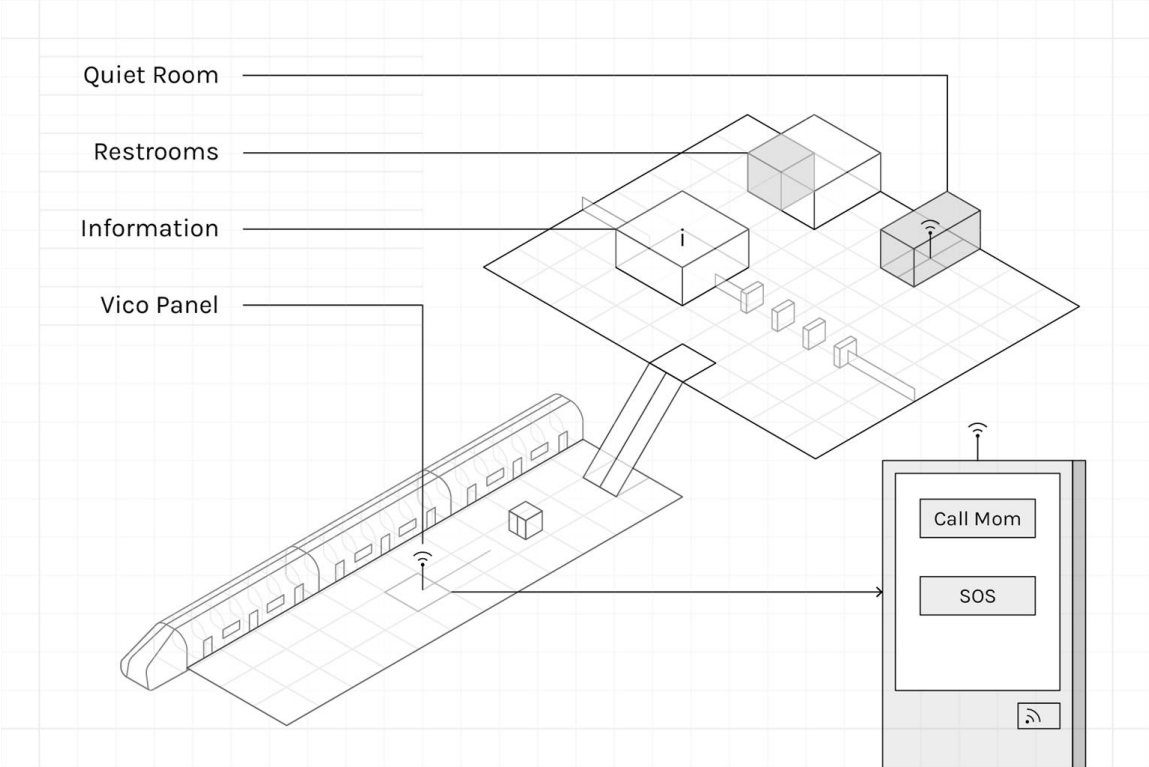 Quiet Room
Restrooms
Information
i
Vico Panel
Call Mom
SOS